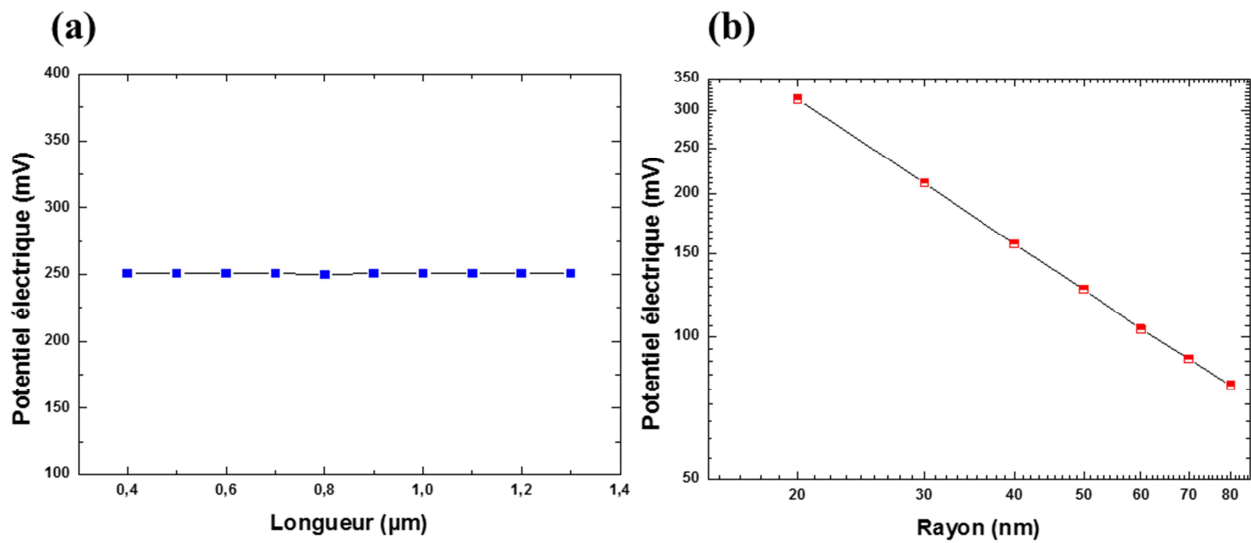 (a)
Potentiel électrique (mV)
400
350
300
250
200
150
100
0,4 0,6 0,8 1,0 1,2 1,4
Longueur (µm)
(b)
Potentiel électrique (mV)
350
300
250
200
150
100
50
20 30 40 50 60 70 80
Rayon (nm)